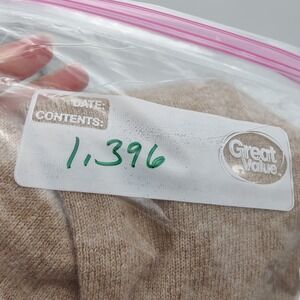 DATE:
CONTENTS:
1.396
Great
Value